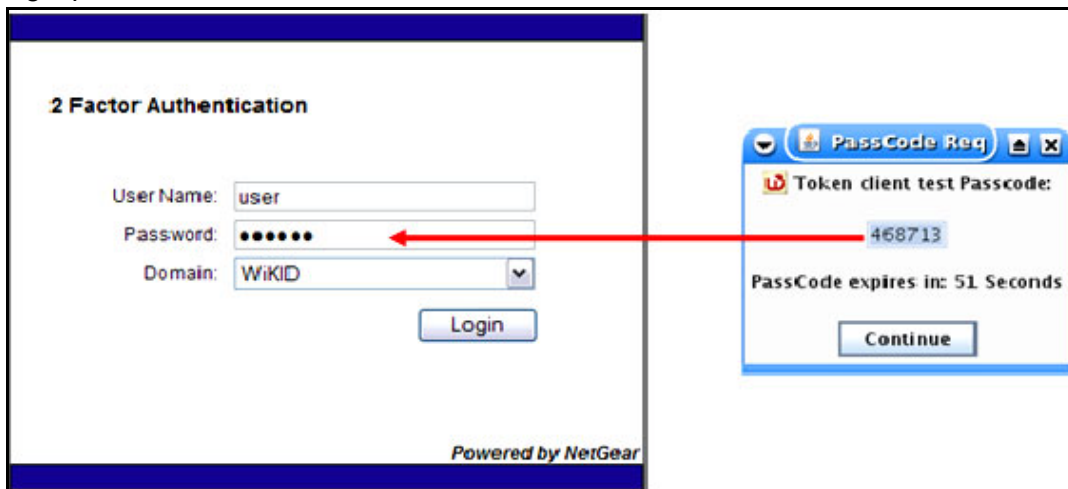 2 Factor Authentication
User Name: user
Password: ●●●●●●
Domain: WiKID
Login
Powered by NetGear
PassCode Req
Token client test Passcode:
468713
PassCode expires in: 51 Seconds
Continue